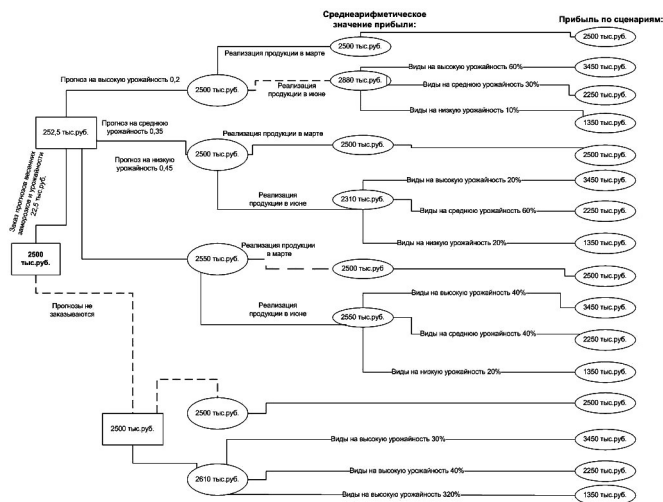 Среднеарифметическое
значение прибыли:
Прибыль по сценариям:
2500 тыс.руб.
2500 тыс.руб.
Реализация продукции в марте
Прогноз на высокую урожайность 0,2
2500 тыс.руб.
Реализация
продукции в июне
2880 тыс.руб.
Виды на высокую урожайность 60%
3450 тыс.руб.
Виды на среднюю урожайность 30%
2250 тыс.руб.
Виды на низкую урожайность 10%
1350 тыс.руб.
252,5 тыс.руб.
Прогноз на среднюю
урожайность 0,35
Прогноз на низкую
урожайность 0,45
Реализация продукции в марте
2500 тыс.руб.
2500 тыс.руб.
2500 тыс.руб.
Реализация
продукции в июне
2310 тыс.руб.
Виды на высокую урожайность 20%
3450 тыс.руб.
Виды на среднюю урожайность 60%
2250 тыс.руб.
Виды на низкую урожайность 20%
1350 тыс.руб.
Заказ прогнозов весенних
заморозков и урожайности
22,5 тыс.руб.
2500
тыс.руб.
Реализация продукции
в марте
2550 тыс.руб.
2500 тыс.руб.
2500 тыс.руб.
Реализация
продукции в июне
2550 тыс.руб.
Виды на высокую урожайность 40%
3450 тыс.руб.
Виды на среднюю урожайность 40%
2250 тыс.руб.
Виды на низкую урожайность 20%
1350 тыс.руб.
Прогнозы не
заказываются
2500 тыс.руб.
2500 тыс.руб.
2500 тыс.руб.
2610 тыс.руб.
Виды на высокую урожайность 30%
3450 тыс.руб.
Виды на высокую урожайность 40%
2250 тыс.руб.
Виды на высокую урожайность 320%
1350 тыс.руб.